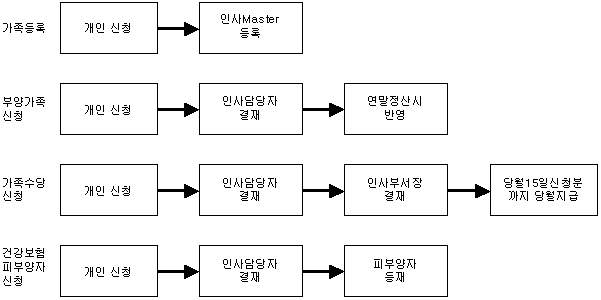 가족등록
개인 신청
인사Master
등록
부양가족
신청
개인 신청
인사담당자
결재
연말정산시
반영
가족수당
신청
개인 신청
인사담당자
결재
인사부서장
결재
당월15일신청분
까지 당월지급
건강보험
피부양자
신청
개인 신청
인사담당자
결재
피부양자
등재